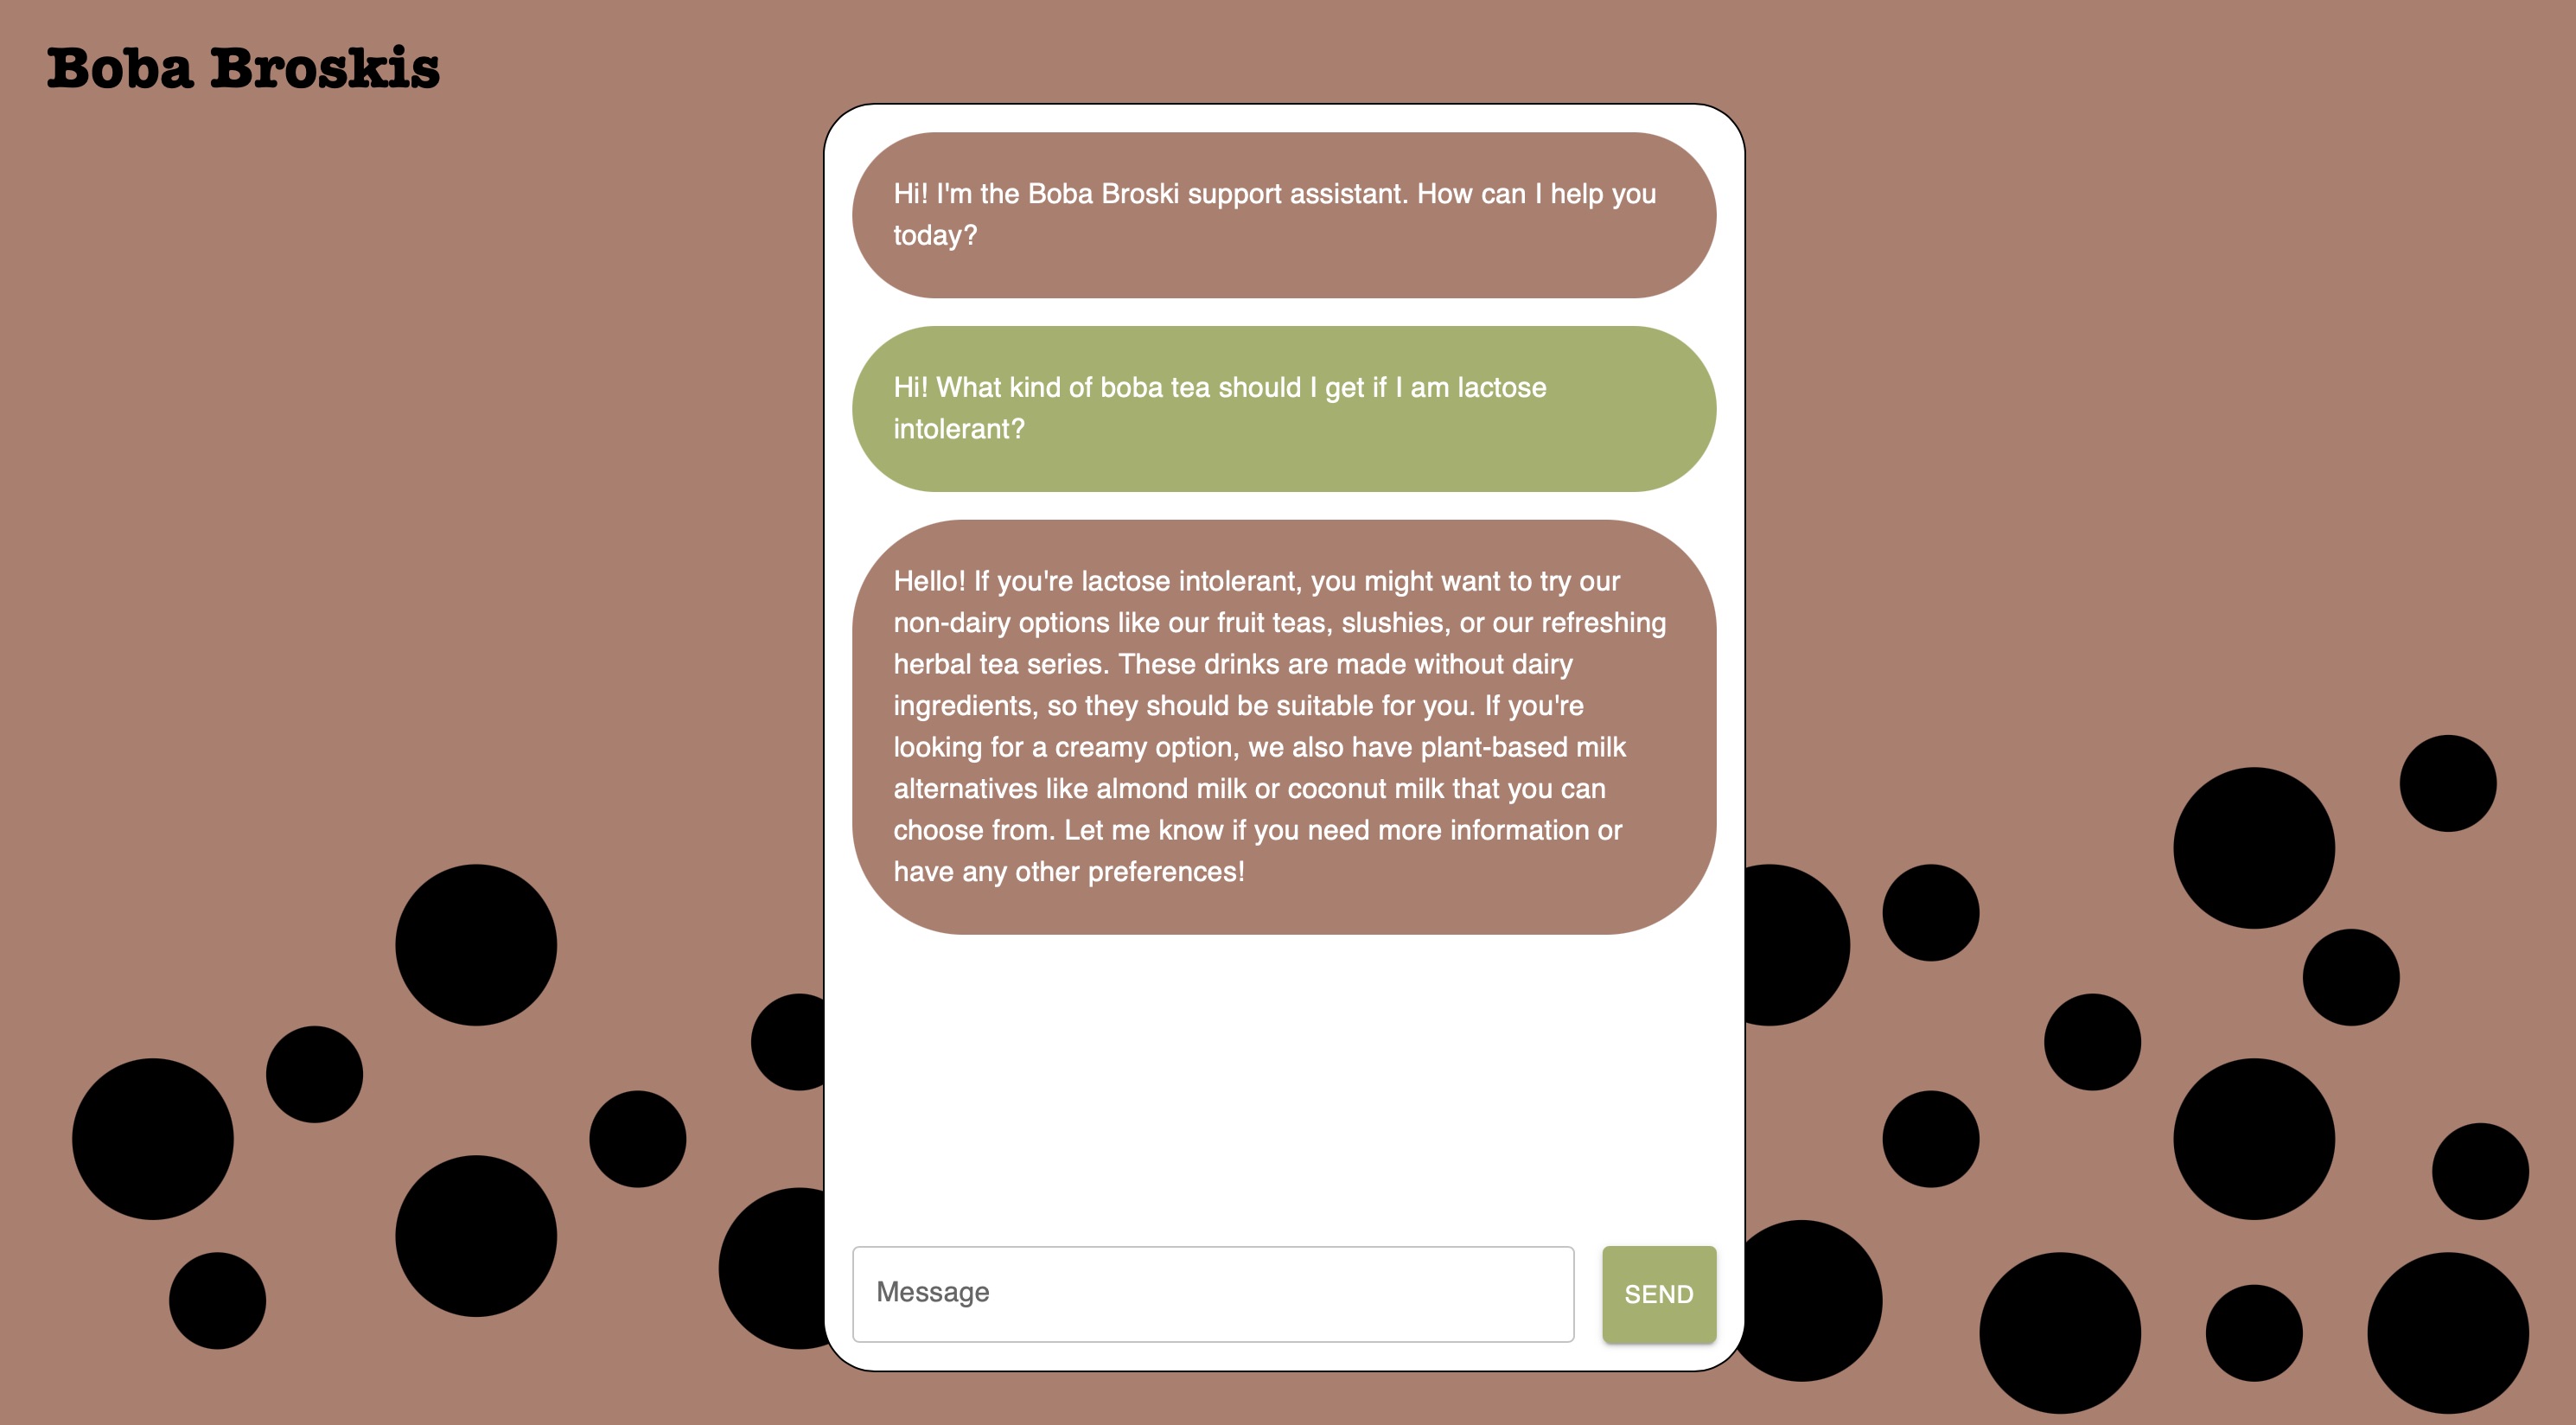 Boba Broskis
Hi! I'm the Boba Broski support assistant. How can I help you
today?
Hi! What kind of boba tea should I get if I am lactose
intolerant?
Hello! If you're lactose intolerant, you might want to try our
non-dairy options like our fruit teas, slushies, or our refreshing
herbal tea series. These drinks are made without dairy
ingredients, so they should be suitable for you. If you're
looking for a creamy option, we also have plant-based milk
alternatives like almond milk or coconut milk that you can
choose from. Let me know if you need more information or
have any other preferences!
Message
SEND